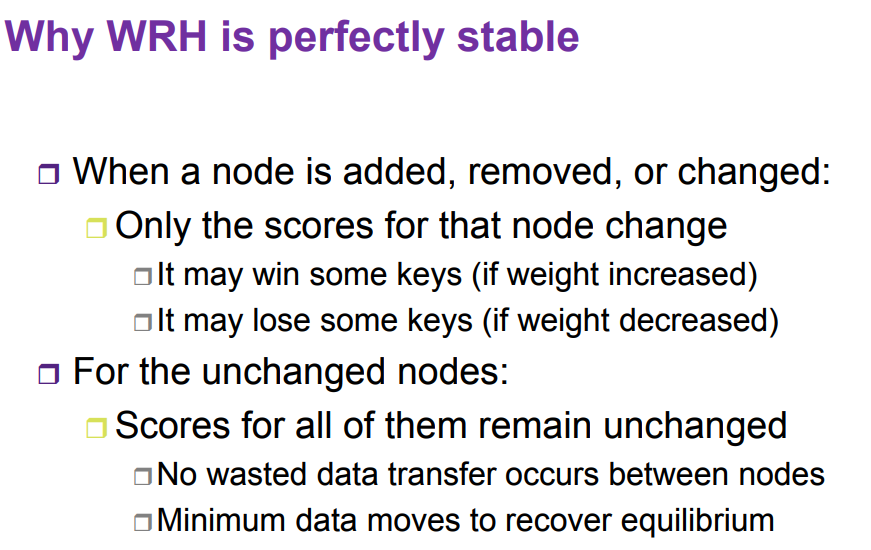 Why WRH is perfectly stable
When a node is added, removed, or changed:
Only the scores for that node change
It may win some keys (if weight increased)
It may lose some keys (if weight decreased)
For the unchanged nodes:
Scores for all of them remain unchanged
No wasted data transfer occurs between nodes
Minimum data moves to recover equilibrium